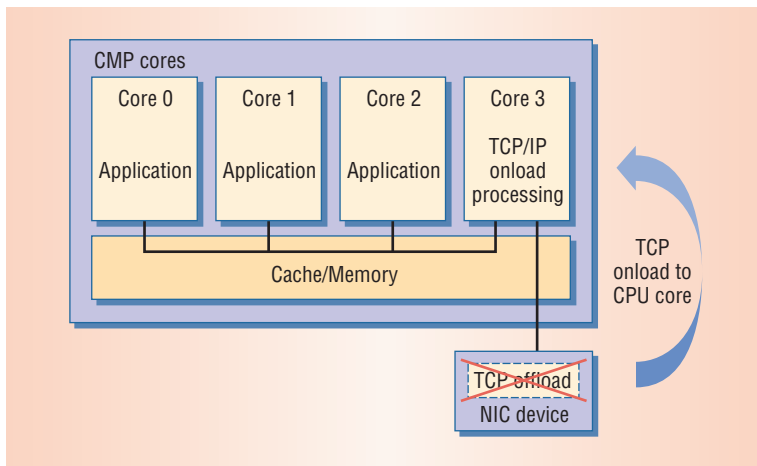 CMP cores
Core 0
Application
Core 1
Application
Core 2
Application
Core 3
TCP/IP
onload
processing
Cache/Memory
TCP
onload to
CPU core
TCP offload
NIC device